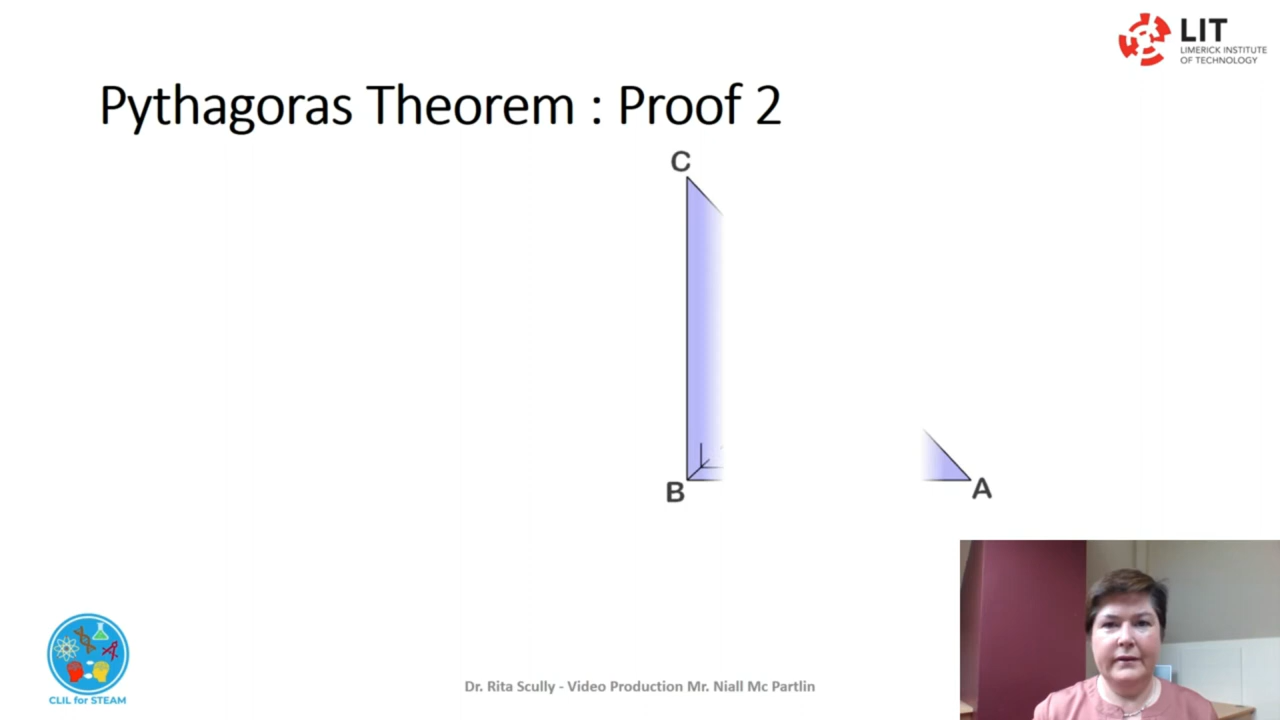 LIT
LIMERICK INSTITUTE
OF TECHNOLOGY
Pythagoras Theorem : Proof 2
C
B
A
CLIL for STEAM
Dr. Rita Scully - Video Production Mr. Niall Mc Partlin